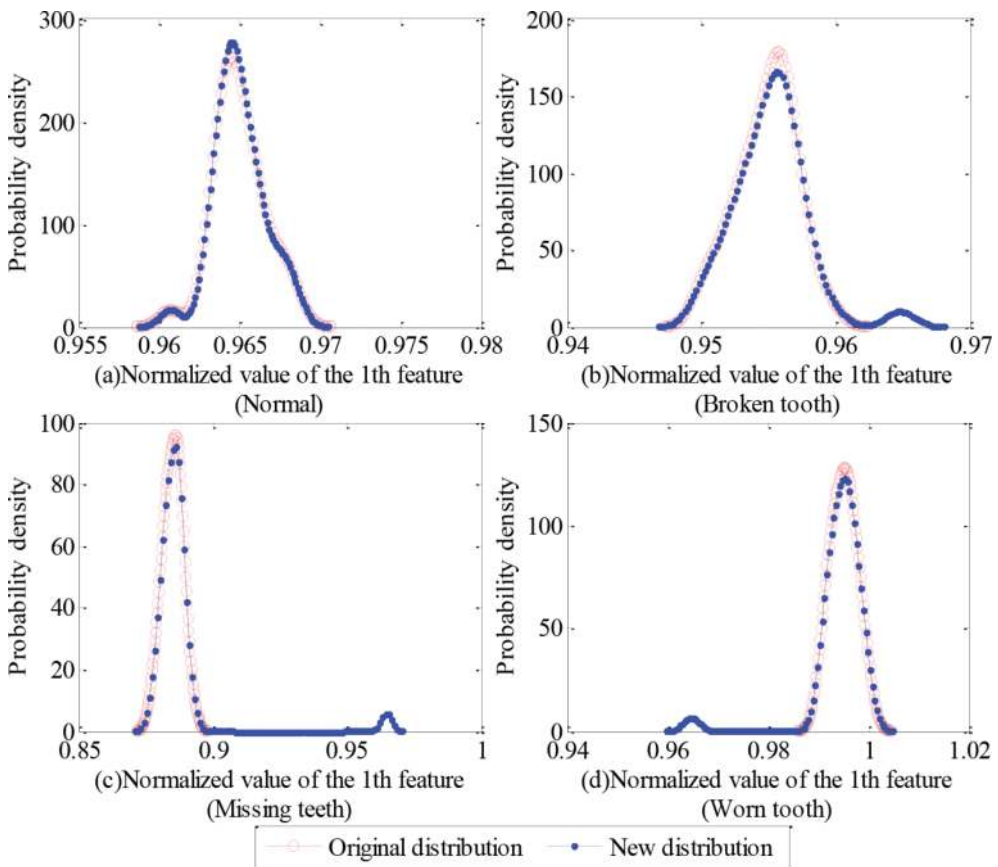 300
200
100
0
0.955 0.96 0.965 0.97 0.975 0.98
Probability density
(a)Normalized value of the 1th feature
(Normal)
200
150
100
50
0
0.94 0.95 0.96 0.97
Probability density
(b)Normalized value of the 1th feature
(Broken tooth)
100
80
60
40
20
0
0.85 0.9 0.95 1
Probability density
(c)Normalized value of the 1th feature
(Missing teeth)
150
100
50
0
0.94 0.96 0.98 1 1.02
Probability density
(d)Normalized value of the 1th feature
(Worn tooth)
Original distribution New distribution